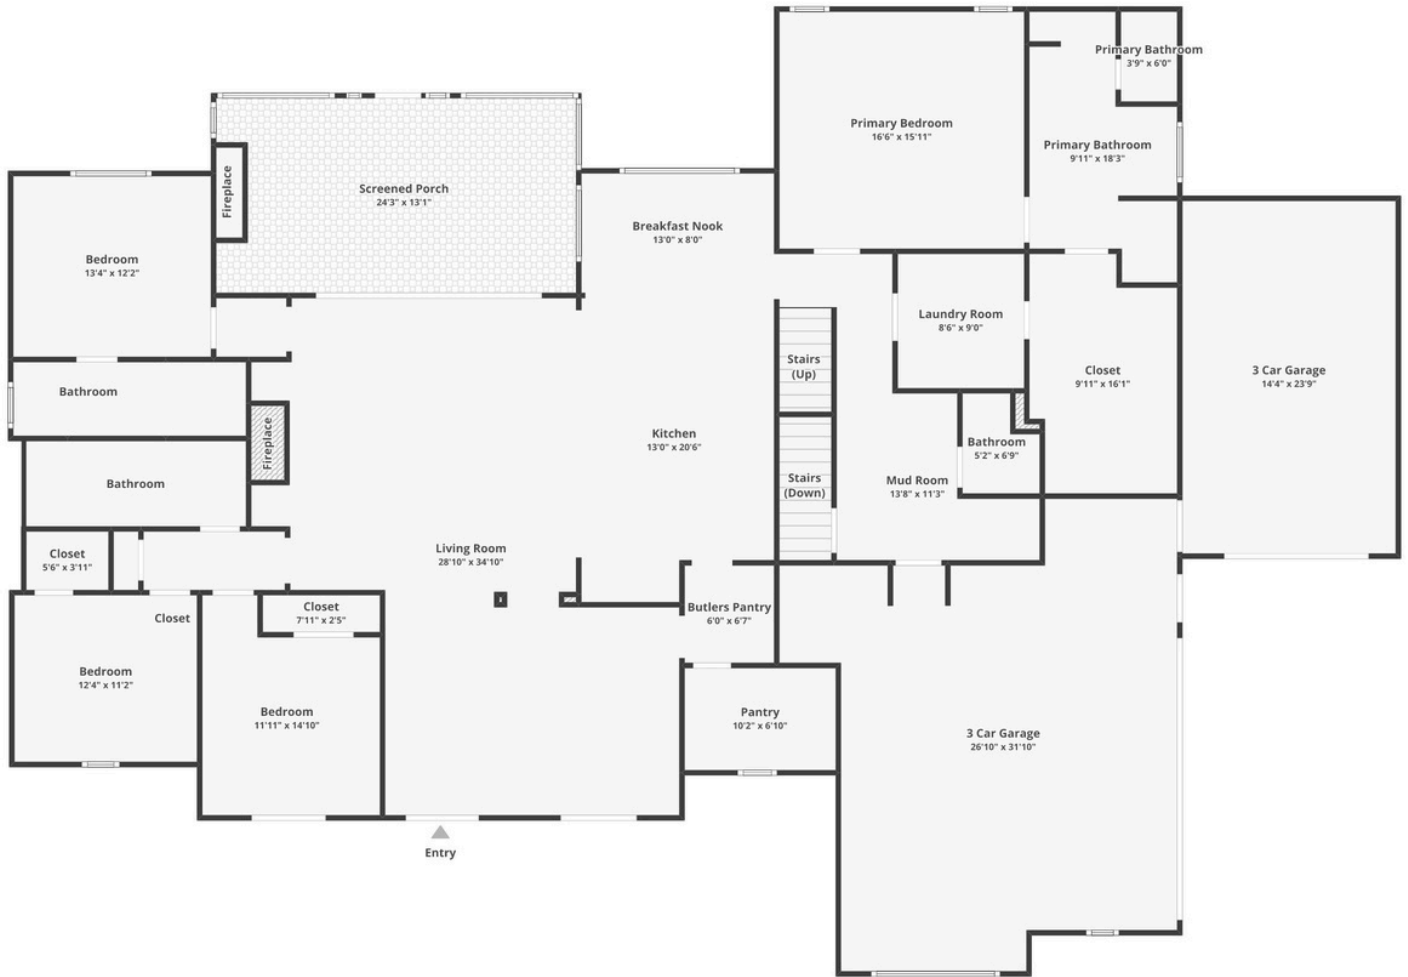 Primary Bathroom
3'9" x 6'0"
Primary Bedroom
16'6" x 15'11"
Primary Bathroom
9'11" x 18'3"
Fireplace
Screened Porch
24'3" x 13'1"
Breakfast Nook
13'0" x 8'0"
Bedroom
13'4" x 12'2"
Laundry Room
8'6" x 9'0"
Stairs
(Up)
Closet
9'11" x 16'1"
3 Car Garage
14'4" x 23'9"
Bathroom
Fireplace
Kitchen
13'0" x 20'6"
Bathroom
5'2" x 6'9"
Bathroom
Stairs
(Down)
Mud Room
13'8" x 11'3"
Closet
5'6" x 3'11"
Living Room
28'10" x 34'10"
Closet
Closet
7'11" x 2'5"
Butlers Pantry
6'0" x 6'7"
Bedroom
12'4" x 11'2"
Bedroom
11'11" x 14'10"
Pantry
10'2" x 6'10"
3 Car Garage
26'10" x 31'10"
Entry